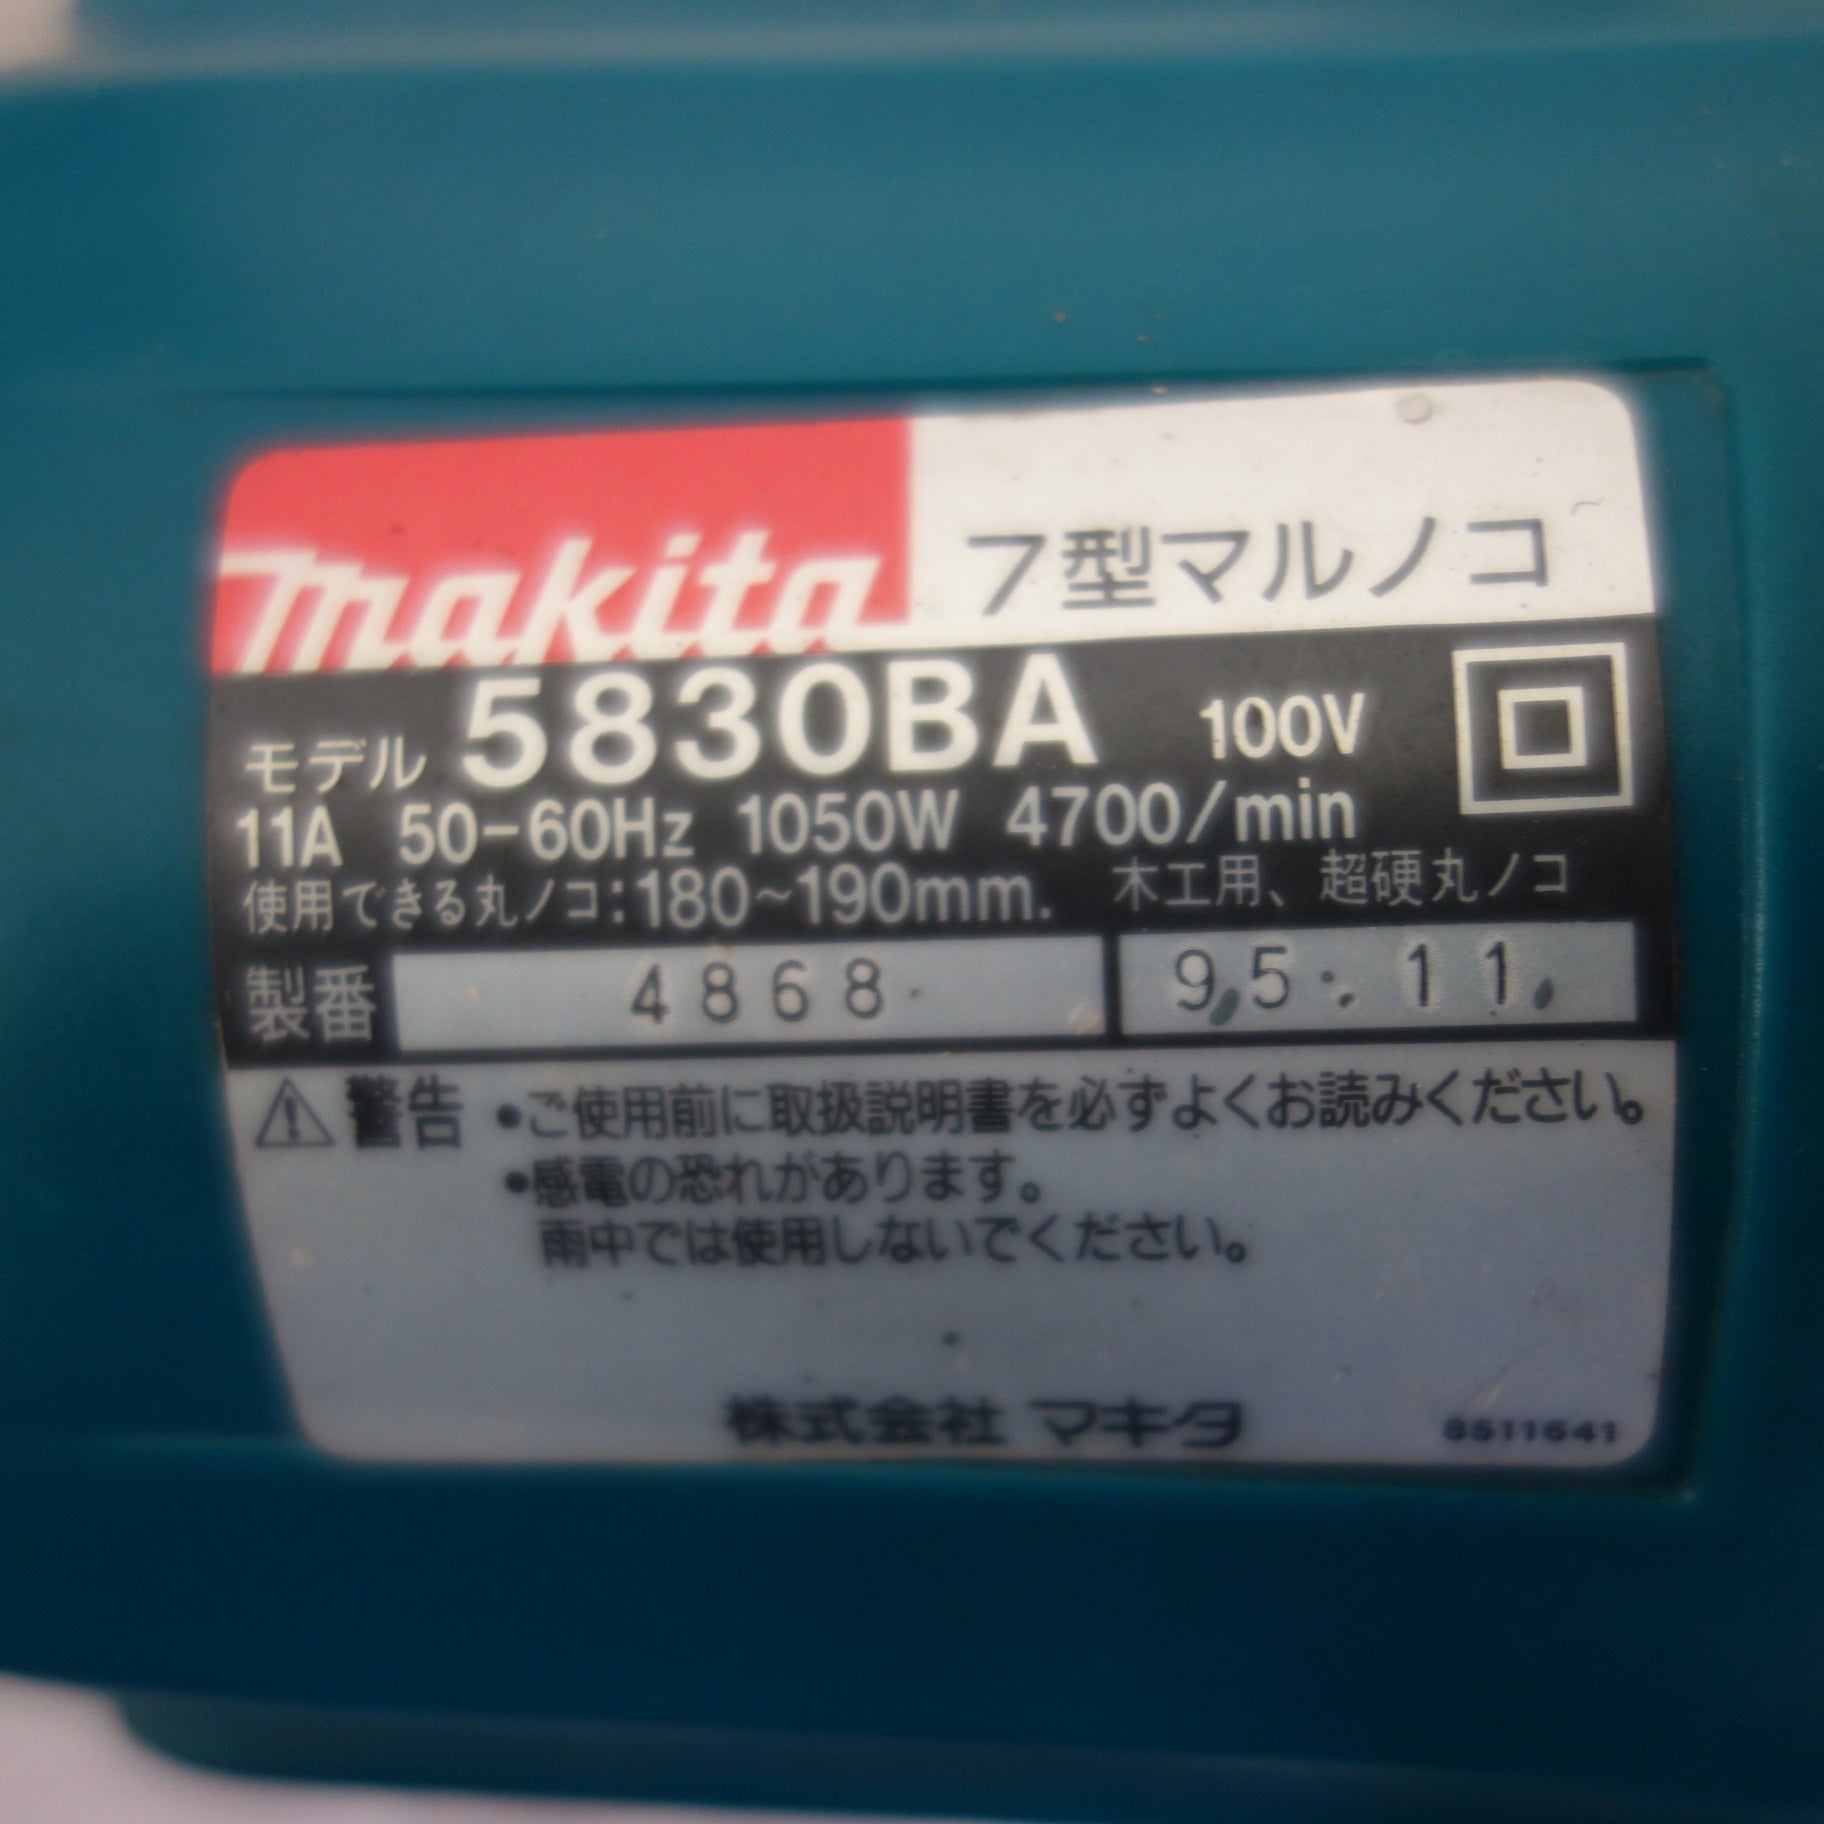 makita 7型マルノコ
モデル 5830BA 100V
11A 50-60Hz 1050W 4700/min
使用できる丸ノコ:180~190mm. 木工用、超硬丸ノコ
製番 4868 95.11.
警告 •ご使用前に取扱説明書を必ずよくお読みください。
•感電の恐れがあります。
雨中では使用しないでください。
株式会社 マキタ 8511641